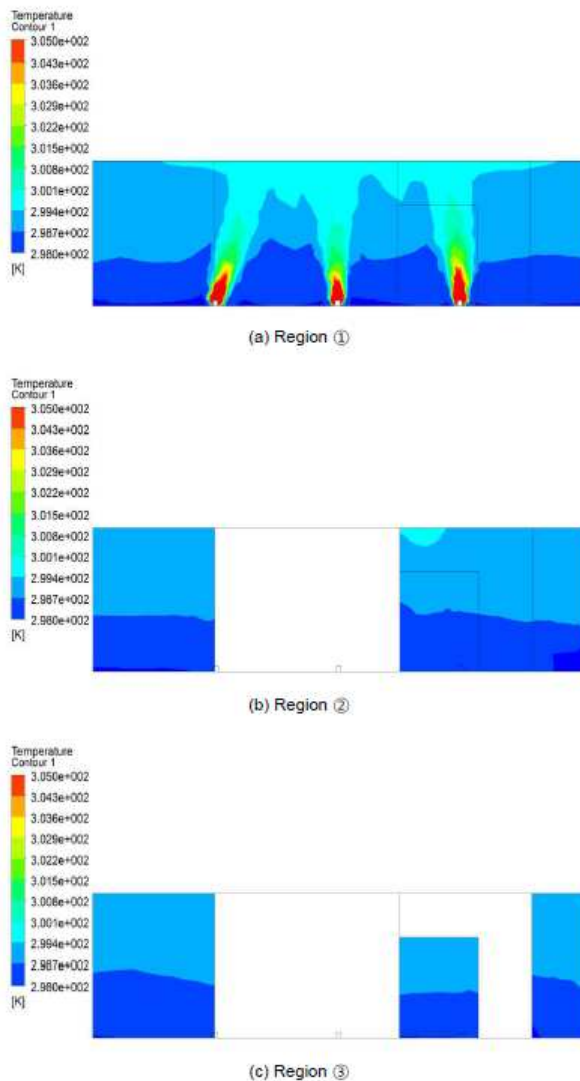 Temperature
Contour 1
3.050e+002
3.043e+002
3.036e+002
3.029e+002
3.022e+002
3.015e+002
3.008e+002
3.001e+002
2.994e+002
2.987e+002
2.980e+002
[K]
(a) Region ①
Temperature
Contour 1
3.050e+002
3.043e+002
3.036e+002
3.029e+002
3.022e+002
3.015e+002
3.008e+002
3.001e+002
2.994e+002
2.987e+002
2.980e+002
[K]
(b) Region ②
Temperature
Contour 1
3.050e+002
3.043e+002
3.036e+002
3.029e+002
3.022e+002
3.015e+002
3.008e+002
3.001e+002
2.994e+002
2.987e+002
2.980e+002
[K]
(c) Region ③